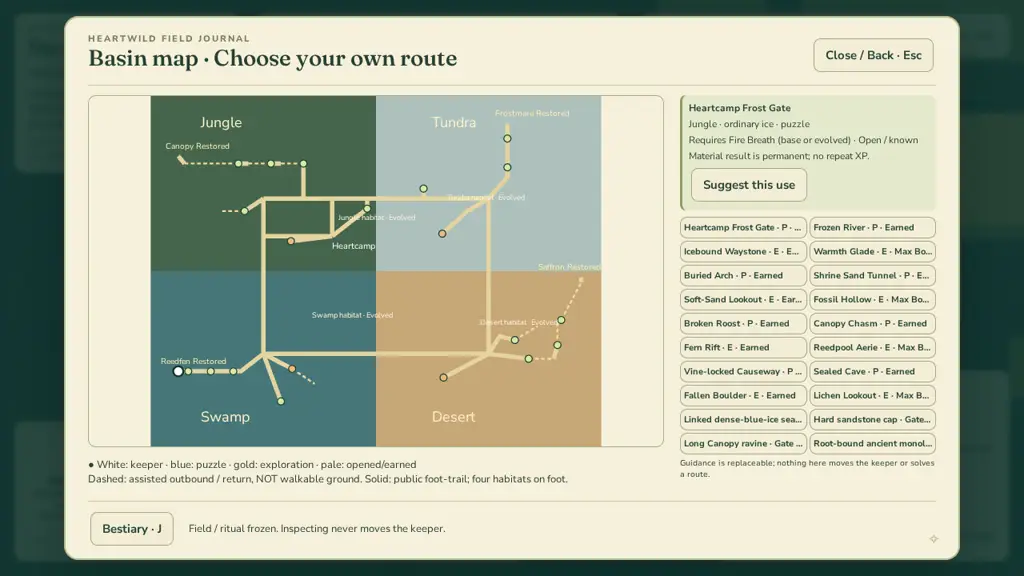 HEARTWILD FIELD JOURNAL
Basin map · Choose your own route
Close / Back · Esc
Jungle
Tundra
Frostmere Restored
Canopy Restored
Tundra habitat · Evolved
Jungle habitat · Evolved
Heartcamp
Saffron Restored
Swamp habitat · Evolved
Desert habitat · Evolved
Reedfen Restored
Swamp
Desert
Heartcamp Frost Gate
Jungle · ordinary ice · puzzle
Requires Fire Breath (base or evolved) · Open / known
Material result is permanent; no repeat XP.
Suggest this use
Heartcamp Frost Gate · P · ...
Frozen River · P · Earned
Icebound Waystone · E · E...
Warmth Glade · E · Max Bo...
Buried Arch · P · Earned
Shrine Sand Tunnel · P · E...
Soft-Sand Lookout · E · Ear...
Fossil Hollow · E · Max Bo...
Broken Roost · P · Earned
Canopy Chasm · P · Earned
Fern Rift · E · Earned
Reedpool Aerie · E · Max B...
Vine-locked Causeway · P ...
Sealed Cave · P · Earned
Fallen Boulder · E · Earned
Lichen Lookout · E · Max B...
Linked dense-blue-ice sea...
Hard sandstone cap · Gate...
Long Canopy ravine · Gate ...
Root-bound ancient monol...
Guidance is replaceable; nothing here moves the keeper or solves
a route.
● White: keeper · blue: puzzle · gold: exploration · pale: opened/earned
Dashed: assisted outbound / return, NOT walkable ground. Solid: public foot-trail; four habitats on foot.
Bestiary · J
Field / ritual frozen. Inspecting never moves the keeper.